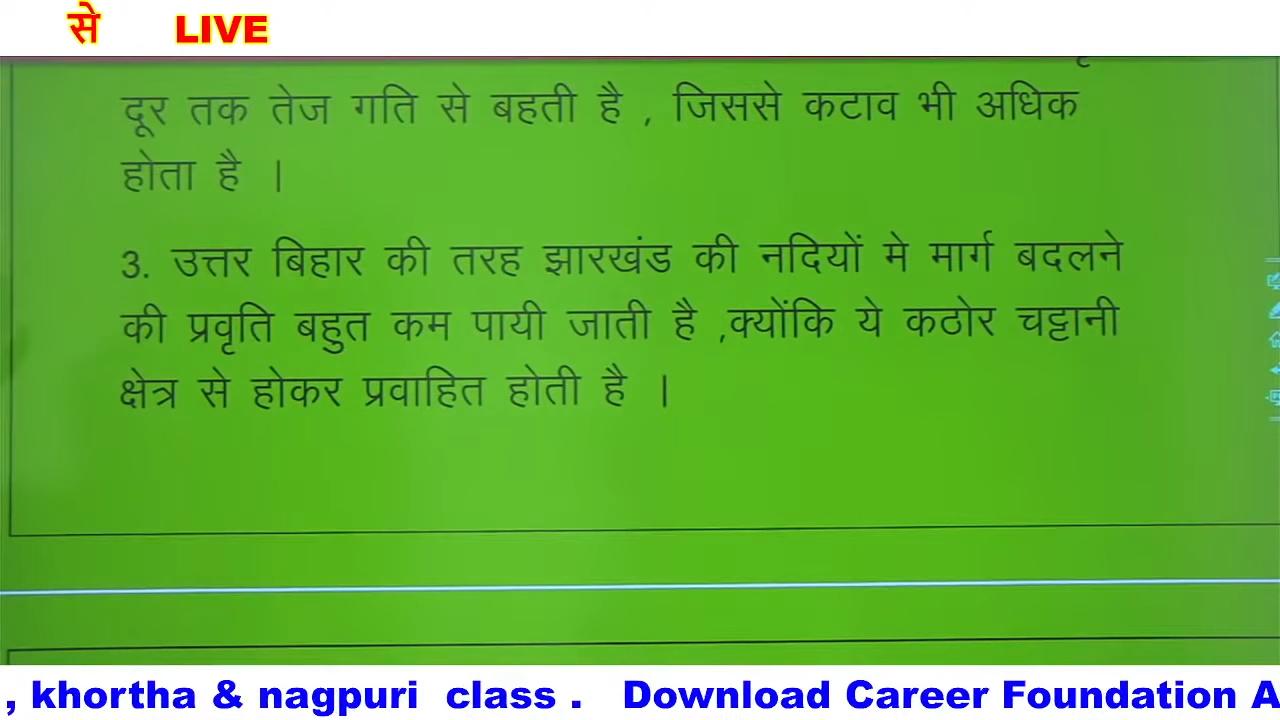 से LIVE
दूर तक तेज गति से बहती है , जिससे कटाव भी अधिक
होता है ।
3. उत्तर बिहार की तरह झारखंड की नदियों मे मार्ग बदलने
की प्रवृति बहुत कम पायी जाती है ,क्योंकि ये कठोर चट्टानी
क्षेत्र से होकर प्रवाहित होती है ।
, khortha & nagpuri class . Download Career Foundation A